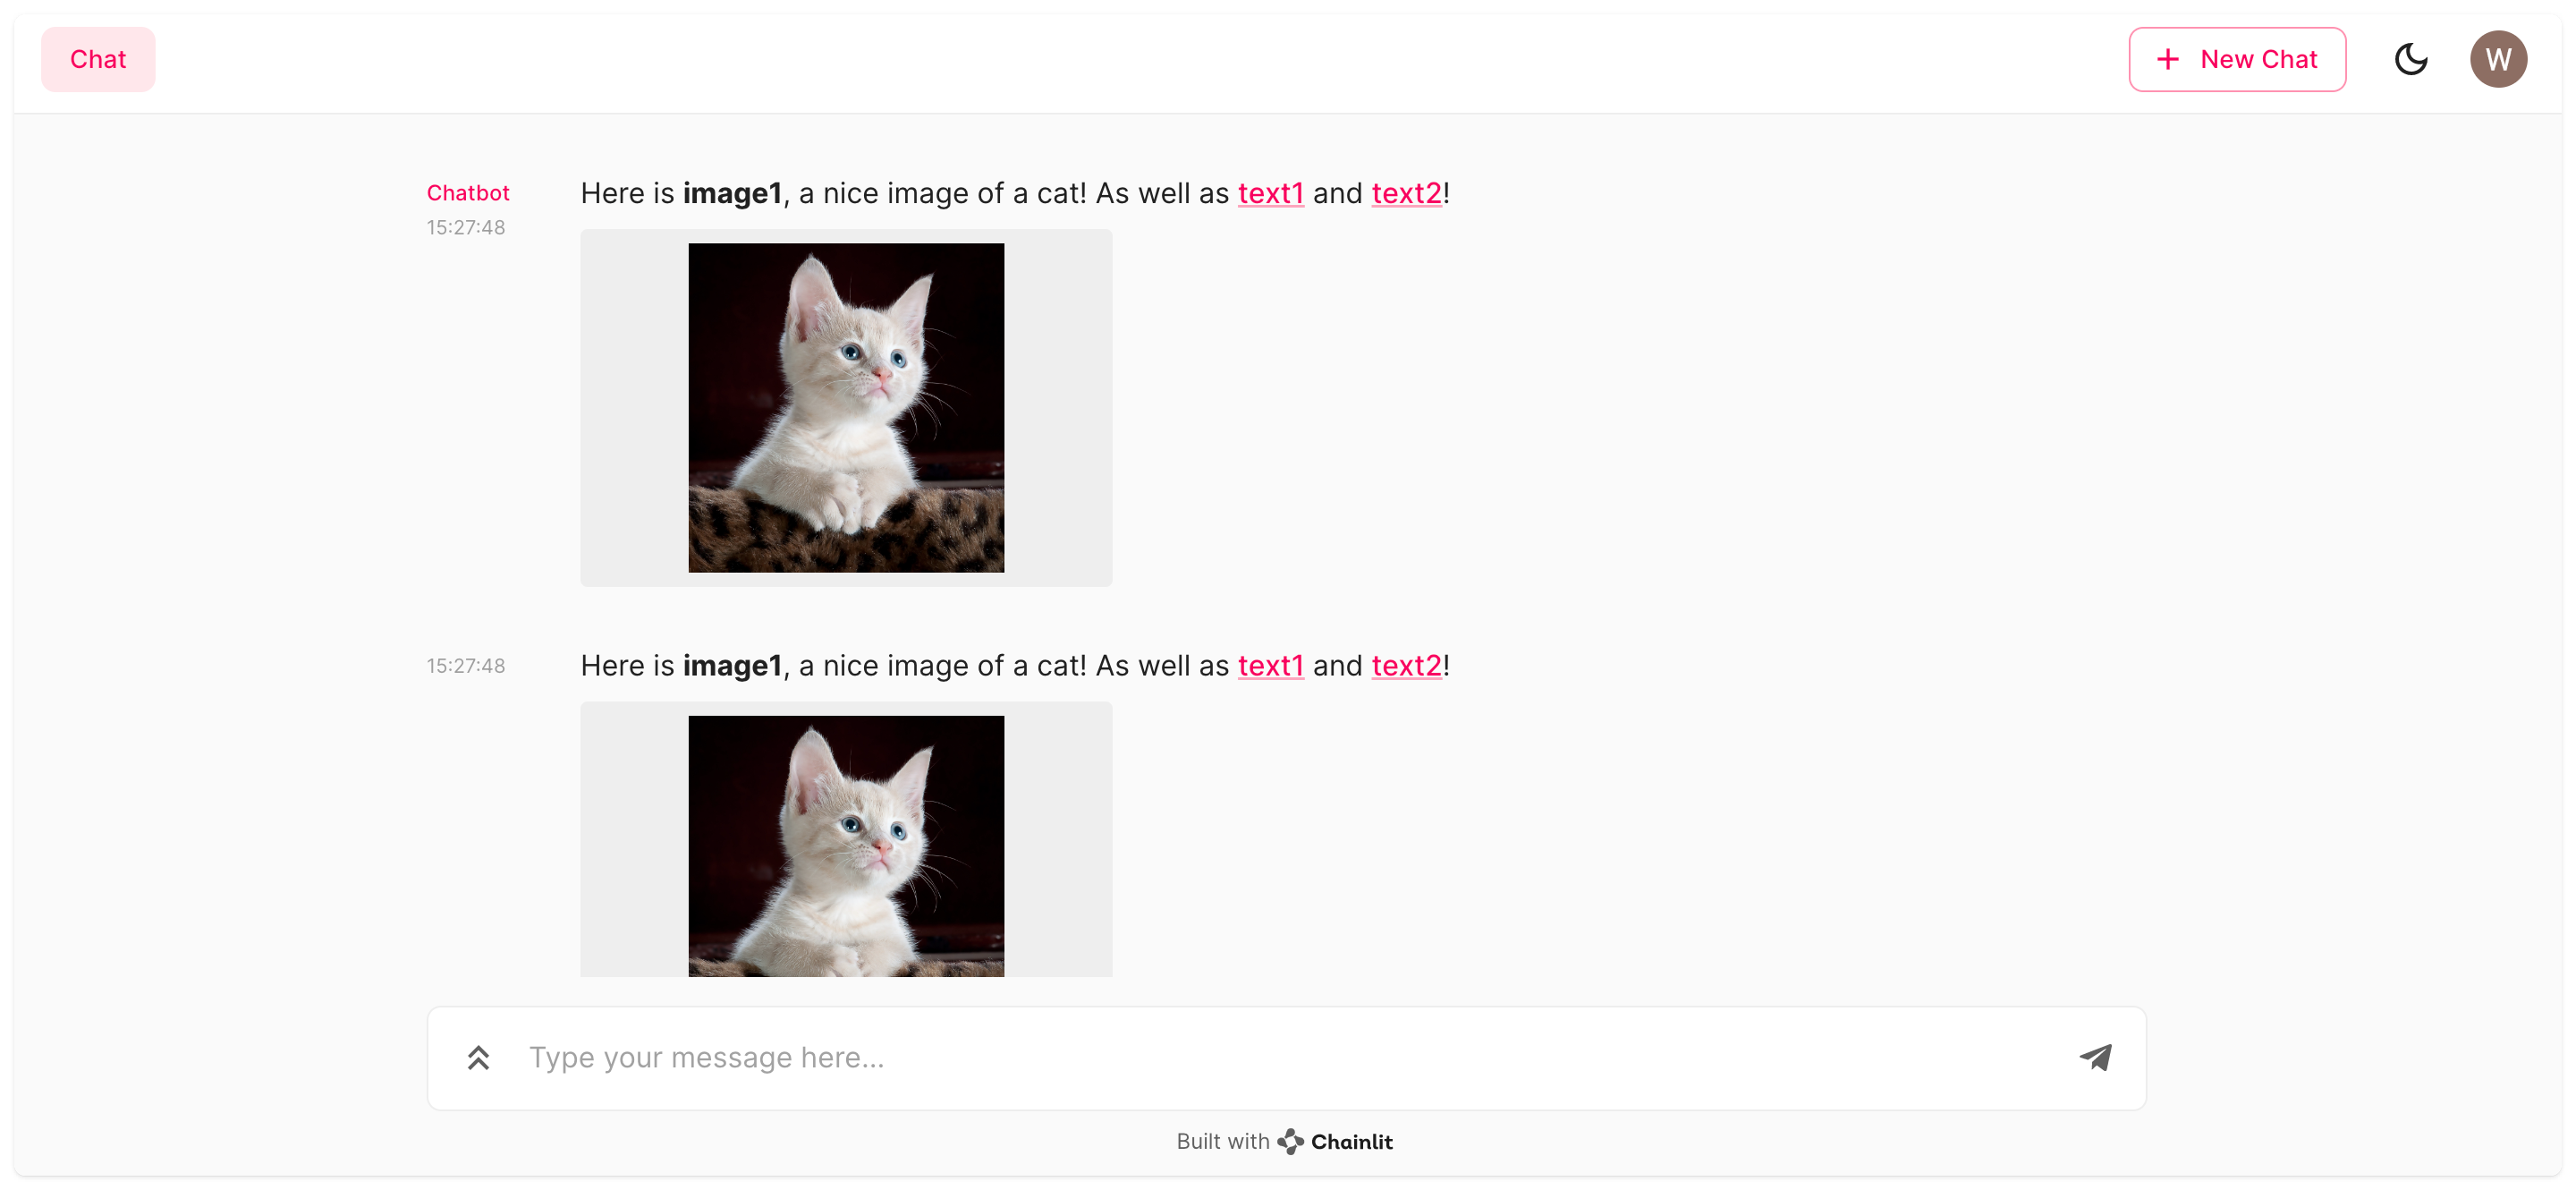 Chat
New Chat
W
Chatbot
Here is image1, a nice image of a cat! As well as text1 and text2!
15:27:48
15:27:48
Here is image1, a nice image of a cat! As well as text1 and text2!
Type your message here...
Built with Chainlit